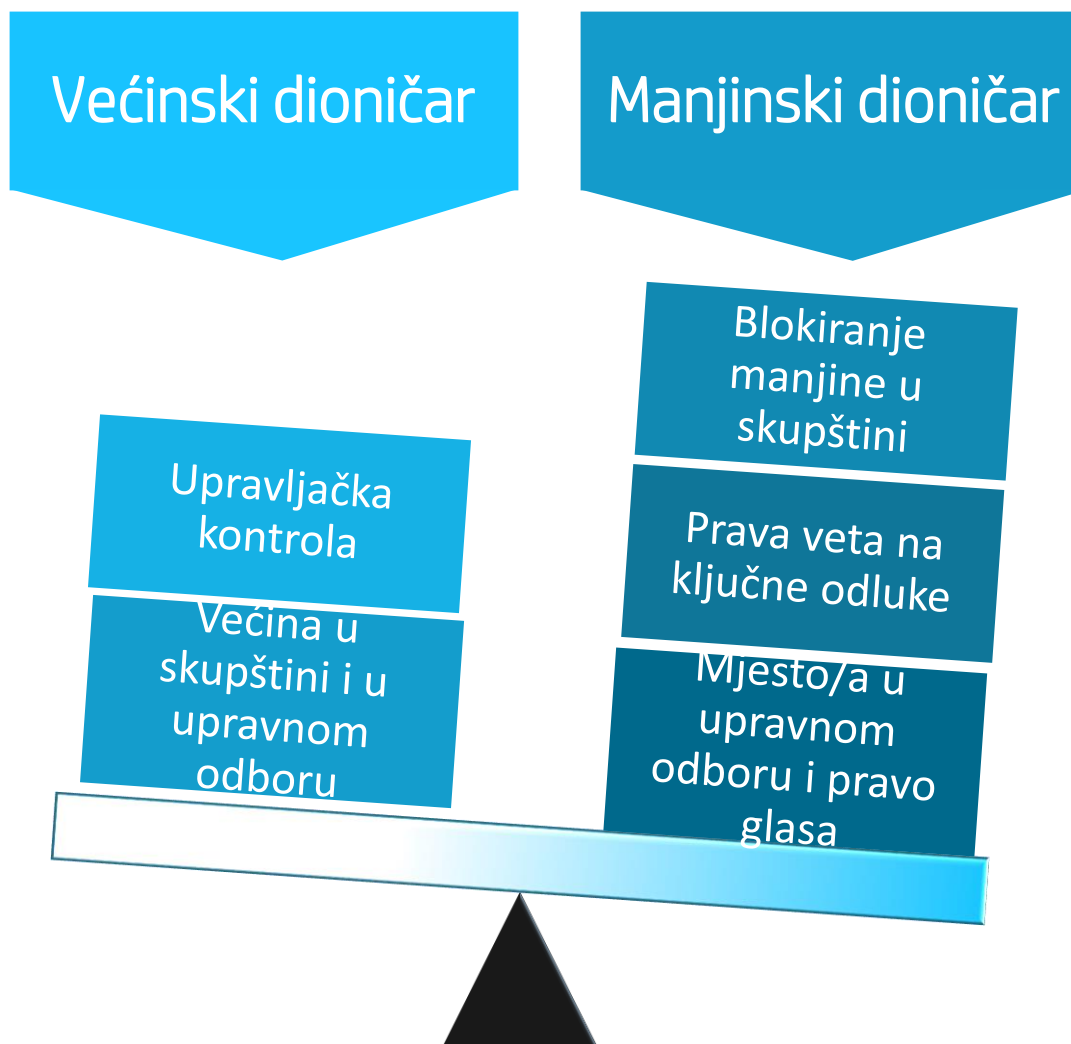 Većinski dioničar
Manjinski dioničar
Upravljačka
kontrola
Većina u
skupštini i u
upravnom
odboru
Blokiranje
manjine u
skupštini
Prava veta na
ključne odluke
Mjesto/a u
upravnom
odboru i pravo
glasa